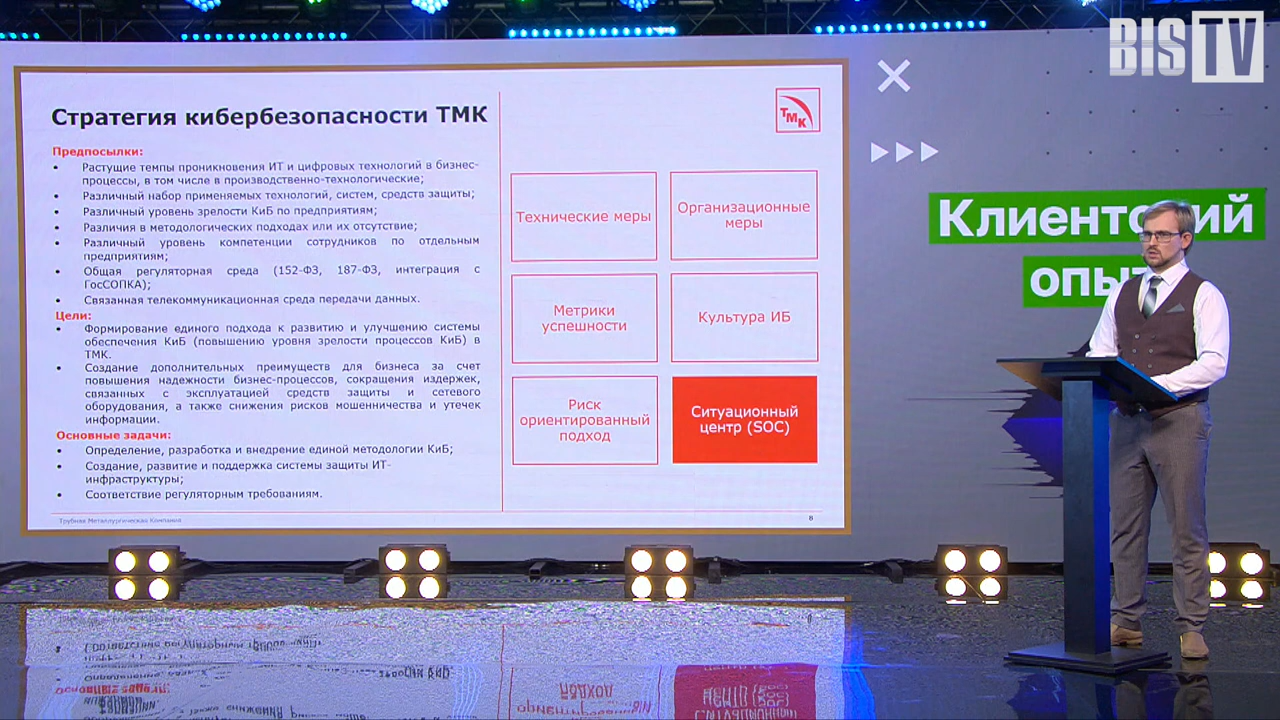 BIS TV
Стратегия кибербезопасности ТМК
ТМК
Предпосылки:
• Растущие темпы проникновения ИТ и цифровых технологий в бизнес-
процессы, в том числе в производственно-технологические;
• Различный набор применяемых технологий, систем, средств защиты;
• Различный уровень зрелости КиБ по предприятиям;
• Различия в методологических подходах или их отсутствие;
• Различный уровень компетенции сотрудников по отдельным
предприятиям;
• Общая регуляторная среда (152-ФЗ, 187-ФЗ, интеграция с
ГосСОПКА);
• Связанная телекоммуникационная среда передачи данных.
Цели:
• Формирование единого подхода к развитию и улучшению системы
обеспечения КиБ (повышению уровня зрелости процессов КиБ) в
ТМК.
• Создание дополнительных преимуществ для бизнеса за счет
повышения надежности бизнес-процессов, сокращения издержек,
связанных с эксплуатацией средств защиты и сетевого
оборудования, а также снижения рисков мошенничества и утечек
информации.
Основные задачи:
• Определение, разработка и внедрение единой методологии КиБ;
• Создание, развитие и поддержка системы защиты ИТ-
инфраструктуры;
• Соответствие регуляторным требованиям.
Технические меры
Организационные
меры
Метрики
успешности
Культура ИБ
Риск
ориентированный
подход
Ситуационный
центр (SOC)
Трубная Металлургическая Компания
8
Клиентский
опыт